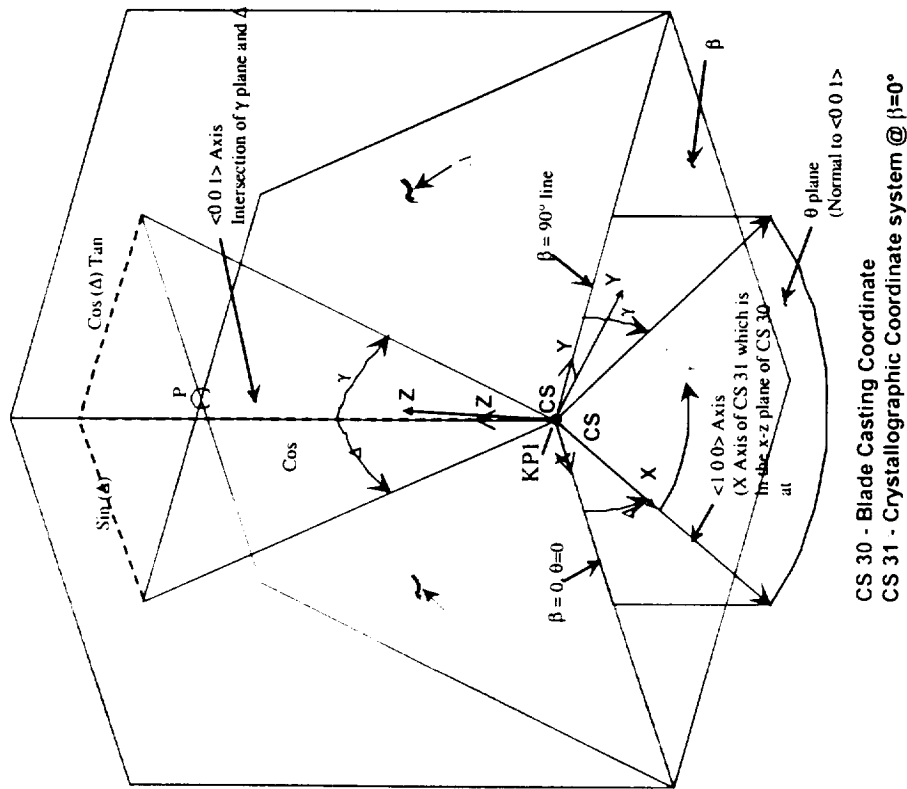 Cos (Δ) Tan
Sin (Δ)
<0 0 1> Axis
Intersection of γ plane and Δ
P
γ
Δ
Cos
Z
Z
β = 90° line
Y
Y
γ
CS
KP1
CS
X
Δ
X
β = 0, θ=0
<1 0 0> Axis
(X Axis of CS 31 which is
In the x-z plane of CS 30
at
β
θ plane
(Normal to <0 0 1>
CS 30 - Blade Casting Coordinate
CS 31 - Crystallographic Coordinate system @ β=0°